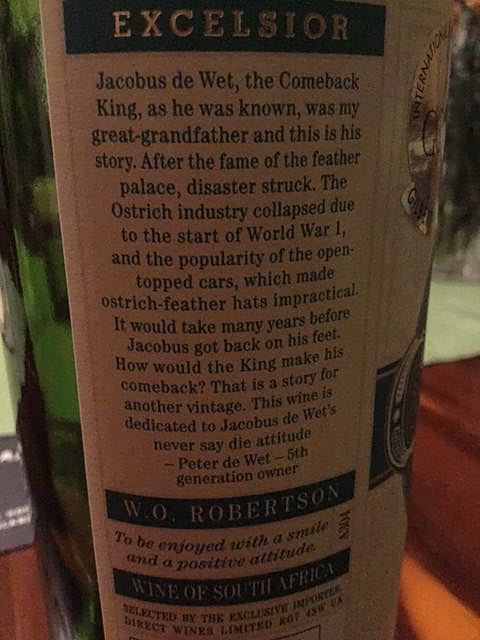 EXCELSIOR
Jacobus de Wet, the Comeback
King, as he was known, was my
great-grandfather and this is his
story. After the fame of the feather
palace, disaster struck. The
Ostrich industry collapsed due
to the start of World War 1,
and the popularity of the open-
topped cars, which made
ostrich-feather hats impractical.
It would take many years before
Jacobus got back on his feet.
How would the King make his
comeback? That is a story for
another vintage. This wine is
dedicated to Jacobus de Wet's
never say die attitude
– Peter de Wet – 5th
generation owner
W.O. ROBERTSON
To be enjoyed with a smile
and a positive attitude.
A304
WINE OF SOUTH AFRICA
SELECTED BY THE EXCLUSIVE IMPORTER
DIRECT WINES LIMITED RG7 4SW UK
INTERNATIONAL